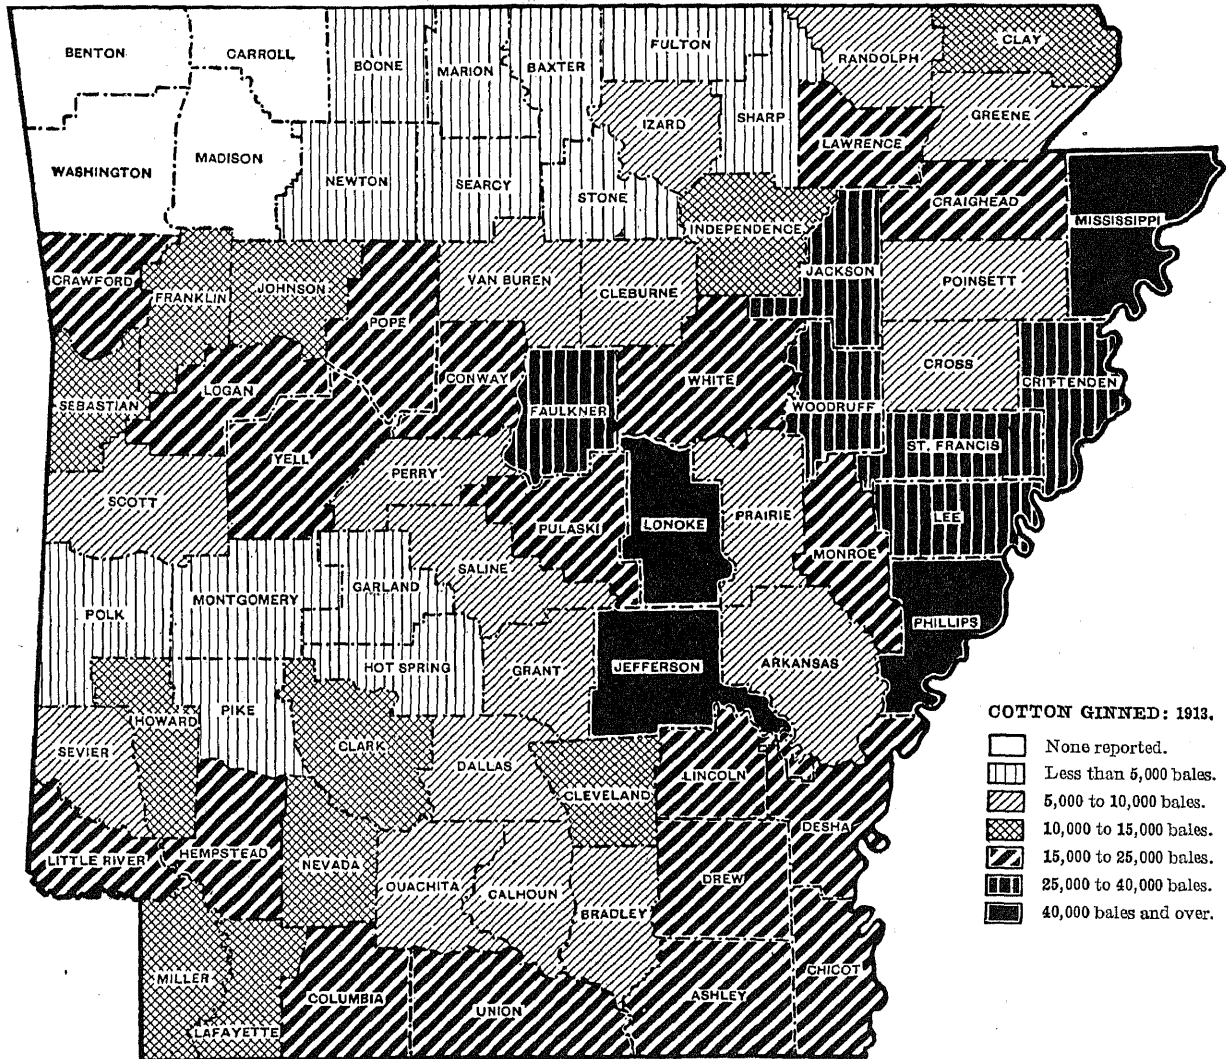 BENTON
CARROLL
BOONE
MARION
BAXTER
FULTON
RANDOLPH
CLAY
SHARP
IZARD
GREENE
LAWRENCE
WASHINGTON
MADISON
NEWTON
SEARCY
STONE
INDEPENDENCE
CRAIGHEAD
MISSISSIPPI
CRAWFORD
FRANKLIN
JOHNSON
POPE
VAN BUREN
CLEBURNE
JACKSON
POINSETT
SEBASTIAN
LOGAN
CONWAY
FAULKNER
WHITE
WOODRUFF
CROSS
CRITTENDEN
ST. FRANCIS
SCOTT
YELL
PERRY
PULASKI
LONOKE
PRAIRIE
MONROE
LEE
POLK
MONTGOMERY
GARLAND
SALINE
HOT SPRING
GRANT
JEFFERSON
ARKANSAS
PHILLIPS
SEVIER
HOWARD
PIKE
CLARK
DALLAS
CLEVELAND
LINCOLN
DESHA
LITTLE RIVER
HEMPSTEAD
NEVADA
OUACHITA
CALHOUN
BRADLEY
DREW
MILLER
LAFAYETTE
COLUMBIA
UNION
ASHLEY
CHICOT
COTTON GINNED: 1913.
None reported.
Less than 5,000 bales.
5,000 to 10,000 bales.
10,000 to 15,000 bales.
15,000 to 25,000 bales.
25,000 to 40,000 bales.
40,000 bales and over.